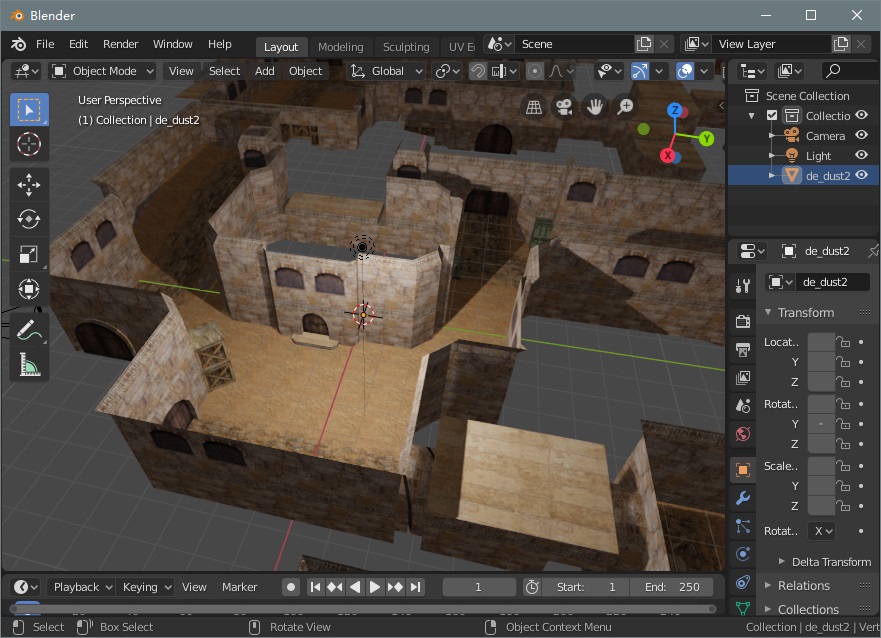 Blender
File Edit Render Window Help Layout Modeling Sculpting UV E Scene View Layer
Object Mode View Select Add Object Global
User Perspective
(1) Collection | de_dust2
Z
Y
X
Scene Collection
Collectio
Camera
Light
de_dust2
de_dust2
de_dust2
Transform
Locat..
Y
Z
Rotat..
Y
Z
Scale..
Y
Z
Rotat.. X
Delta Transform
Relations
Collections
Playback Keying View Marker 1 Start: 1 End: 250
Select Box Select Rotate View Object Context Menu Collection | de_dust2 | Vert